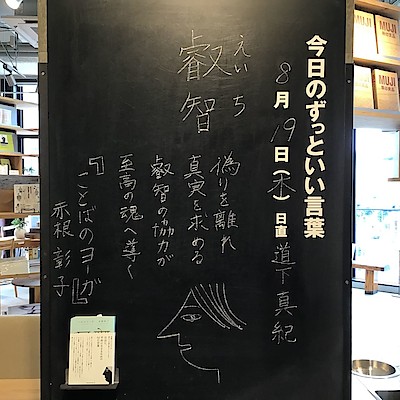 今日のずっといい言葉
8月19日(木) 日直 道下真紀
えいち
叡智
偽りを離れ
真実を求める
叡智の協力が
至高の魂へ導く
『ことばのヨーガ』
赤根 彰子
MUJI
MUJI